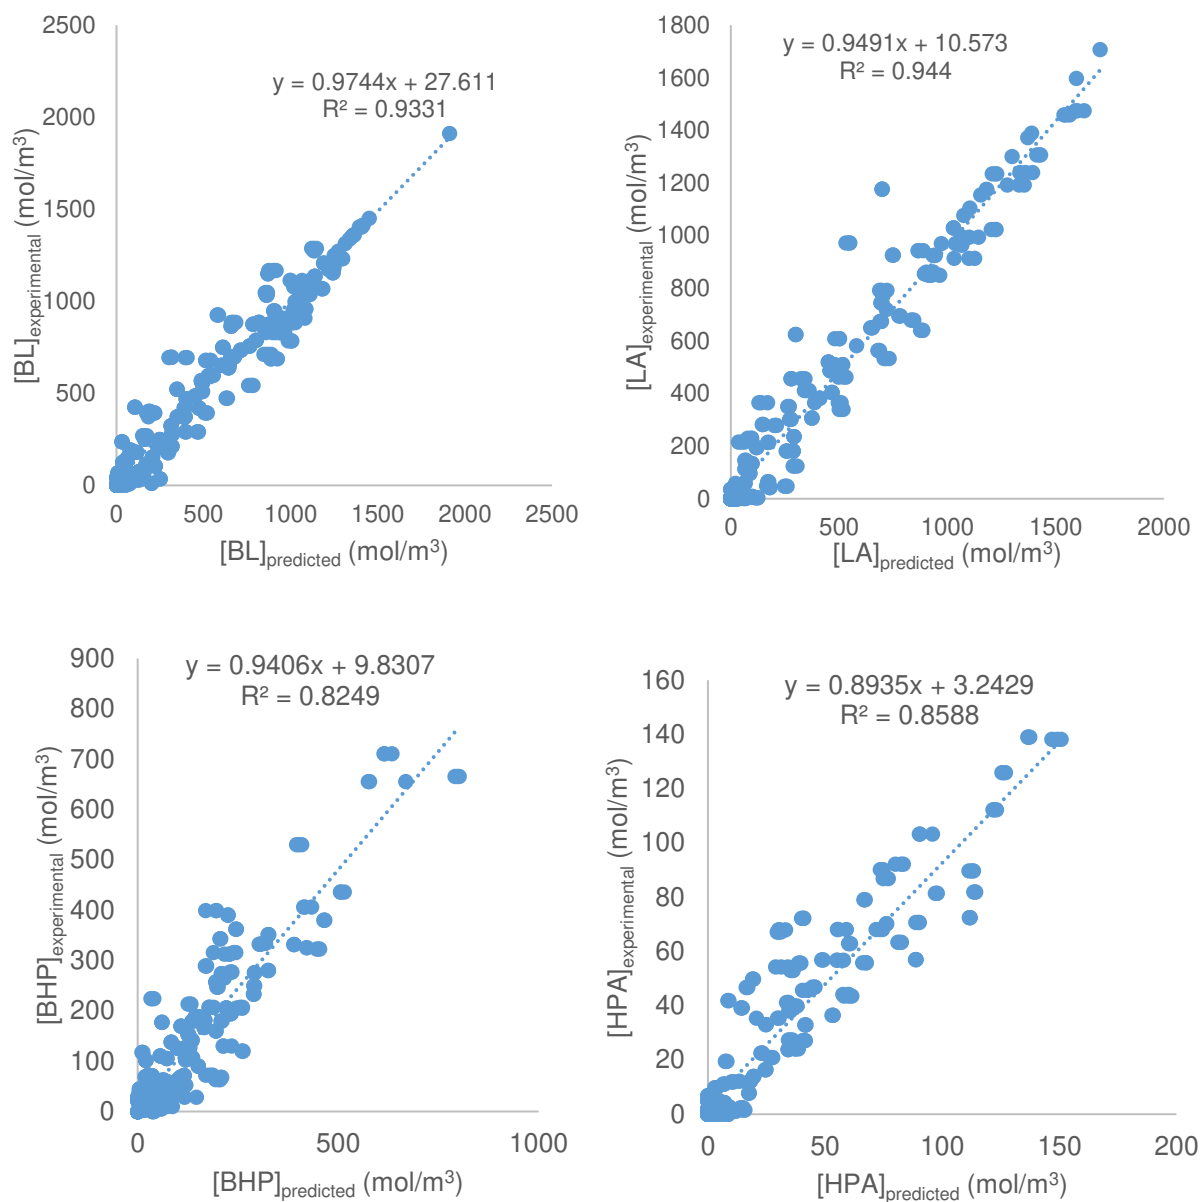 y = 0.9744x + 27.611
R² = 0.9331
[BL]experimental (mol/m³)
2500
2000
1500
1000
500
0
0 500 1000 1500 2000 2500
[BL]predicted (mol/m³)
y = 0.9491x + 10.573
R² = 0.944
[LA]experimental (mol/m³)
1800
1600
1400
1200
1000
800
600
400
200
0
0 500 1000 1500 2000
[LA]predicted (mol/m³)
y = 0.9406x + 9.8307
R² = 0.8249
[BHP]experimental (mol/m³)
900
800
700
600
500
400
300
200
100
0
0 500 1000
[BHP]predicted (mol/m³)
y = 0.8935x + 3.2429
R² = 0.8588
[HPA]experimental (mol/m³)
160
140
120
100
80
60
40
20
0
0 50 100 150 200
[HPA]predicted (mol/m³)